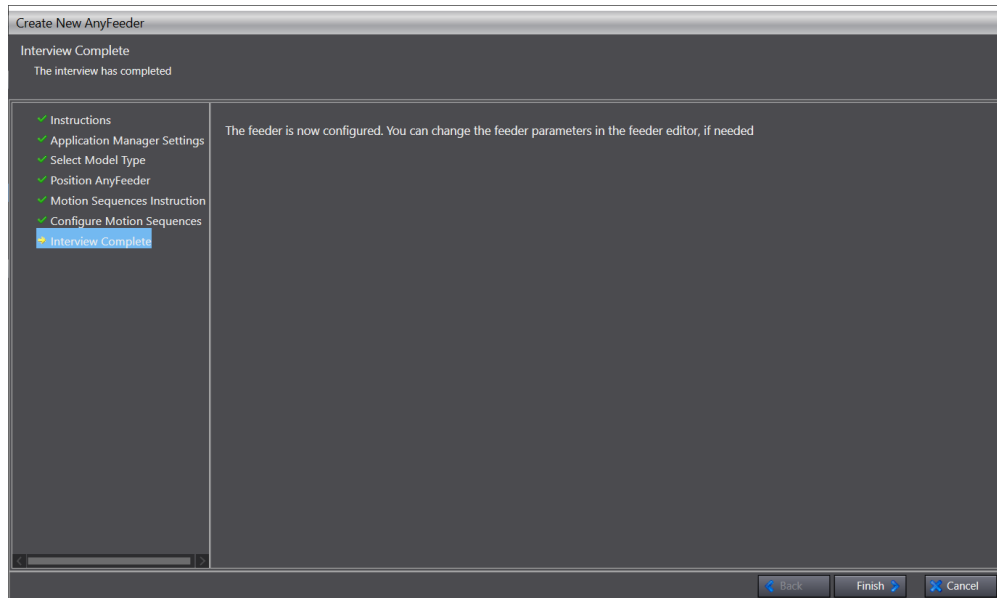 Create New AnyFeeder
Interview Complete
The interview has completed
Instructions
Application Manager Settings
Select Model Type
Position AnyFeeder
Motion Sequences Instruction
Configure Motion Sequences
Interview Complete
The feeder is now configured. You can change the feeder parameters in the feeder editor, if needed
Back
Finish
Cancel